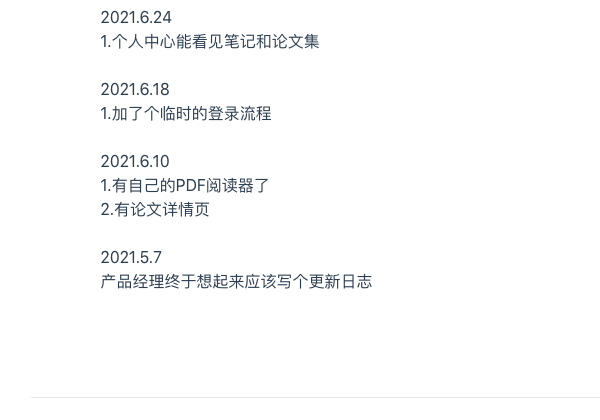 2021.6.24
1.个人中心能看见笔记和论文集
2021.6.18
1.加了个临时的登录流程
2021.6.10
1.有自己的PDF阅读器了
2.有论文详情页
2021.5.7
产品经理终于想起来应该写个更新日志